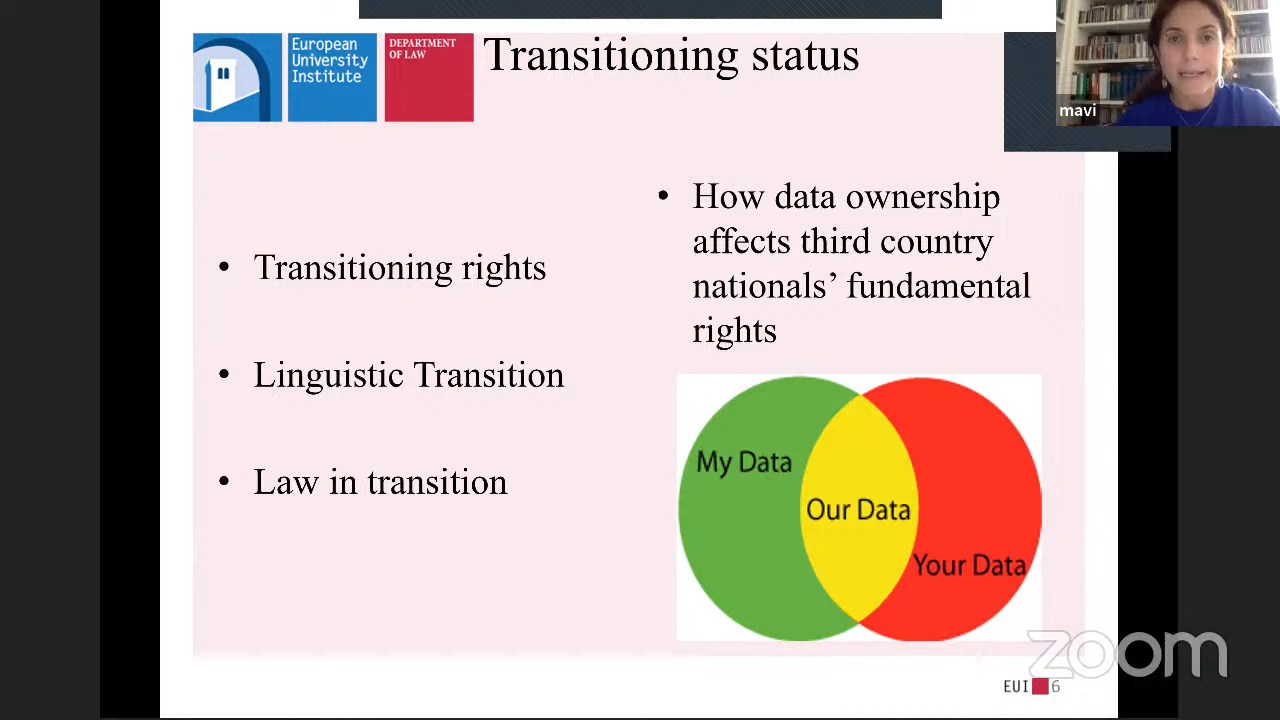 European
University
Institute
DEPARTMENT
OF LAW
Transitioning status
mavi
• Transitioning rights
• Linguistic Transition
• Law in transition
• How data ownership
affects third country
nationals’ fundamental
rights
My Data
Our Data
Your Data
zoom
EUI 6